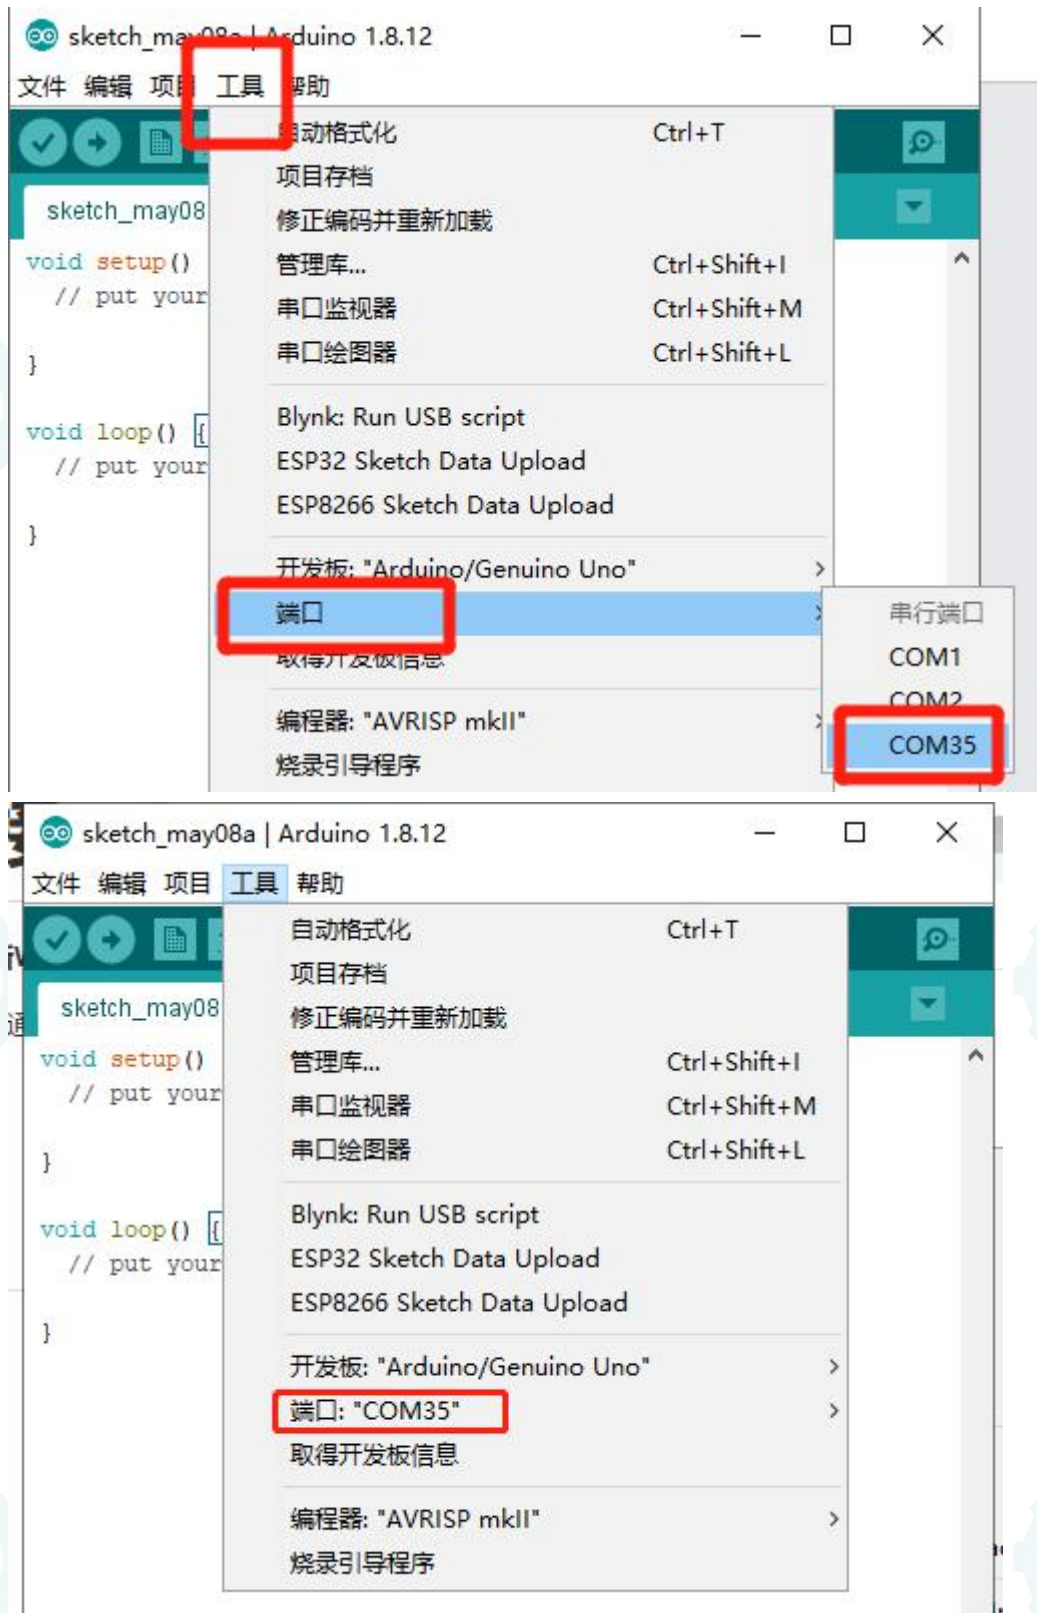 sketch_may08a | Arduino 1.8.12
文件 编辑 项目 工具 帮助
自动格式化 Ctrl+T
项目存档
sketch_may08
修正编码并重新加载
void setup()
管理库... Ctrl+Shift+I
// put your
串口监视器 Ctrl+Shift+M
串口绘图器 Ctrl+Shift+L
}
Blynk: Run USB script
void loop() {
ESP32 Sketch Data Upload
// put your
ESP8266 Sketch Data Upload
}
开发板: "Arduino/Genuino Uno"
端口
串行端口
取得开发板信息
COM1
COM2
编程器: "AVRISP mkII"
COM35
烧录引导程序
sketch_may08a | Arduino 1.8.12
文件 编辑 项目 工具 帮助
自动格式化 Ctrl+T
项目存档
sketch_may08
修正编码并重新加载
void setup()
管理库... Ctrl+Shift+I
// put your
串口监视器 Ctrl+Shift+M
串口绘图器 Ctrl+Shift+L
}
Blynk: Run USB script
void loop() {
ESP32 Sketch Data Upload
// put your
ESP8266 Sketch Data Upload
}
开发板: "Arduino/Genuino Uno"
端口: "COM35"
取得开发板信息
编程器: "AVRISP mkII"
烧录引导程序